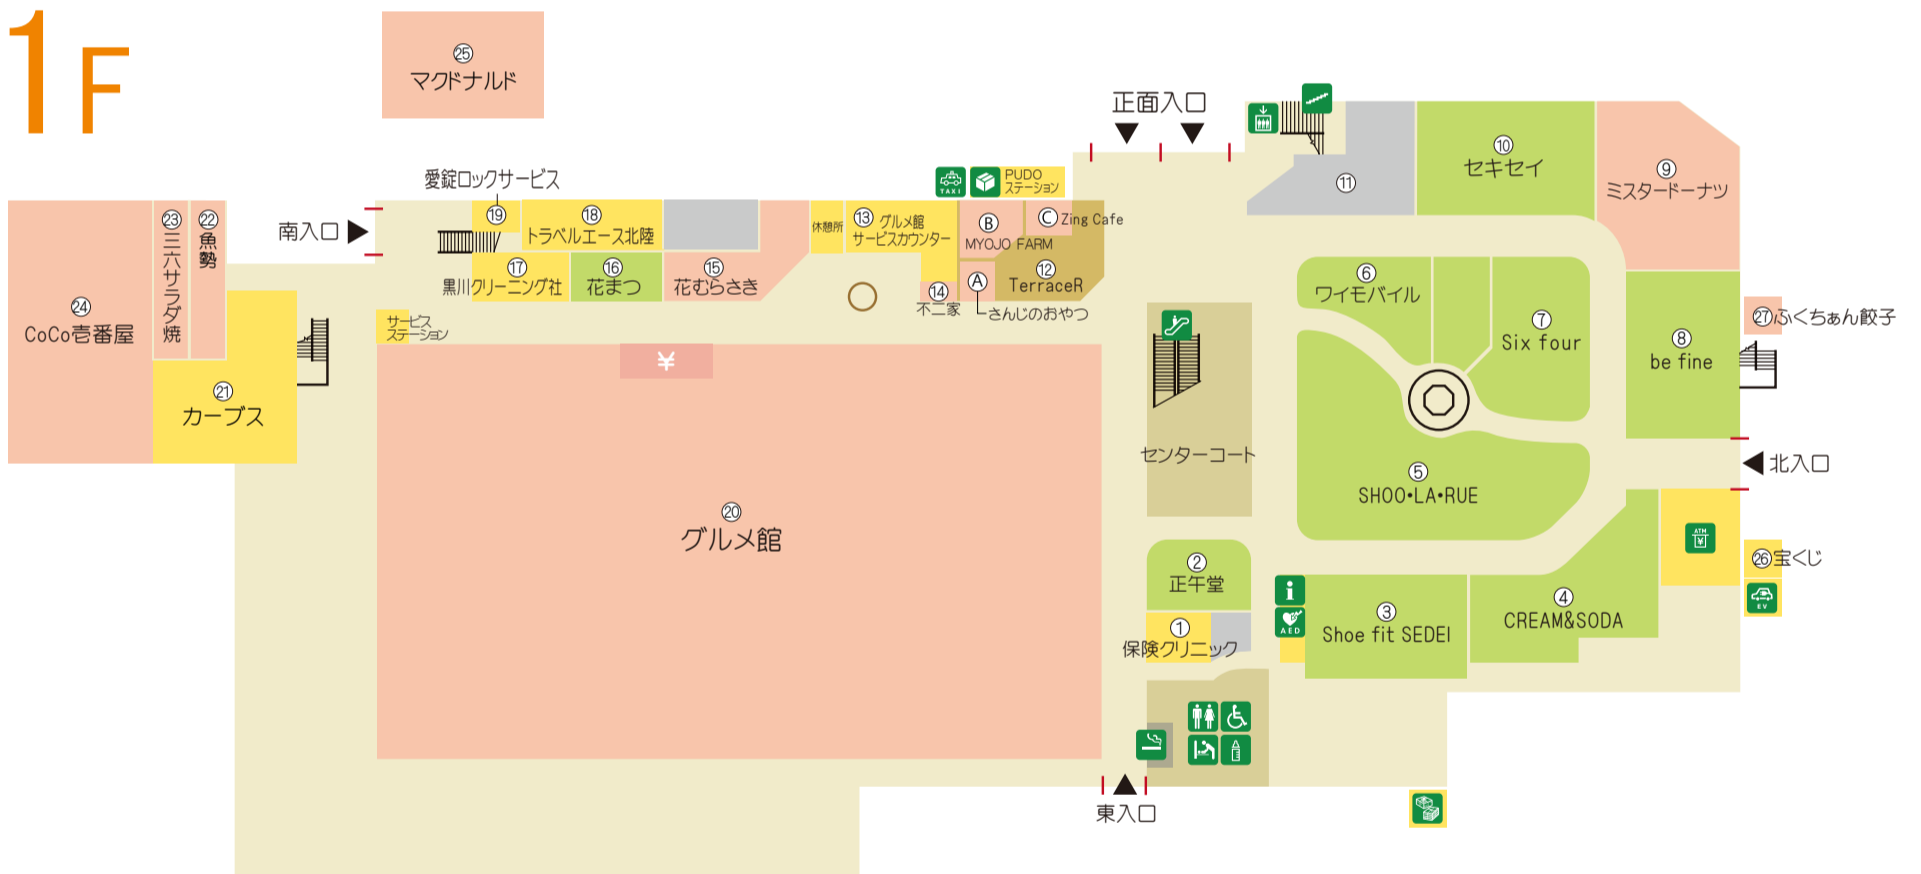 1F
㉕
マクドナルド
正面入口
愛錠ロックサービス
TAXI
PUDO
ステーション
⑩
セキセイ
⑨
ミスタードーナツ
⑪
南入口
⑲
⑱
トラベルエース北陸
休憩所
⑬ グルメ館
サービスカウンター
Ⓑ
MYOJO FARM
Ⓒ Zing Cafe
㉓
三六サラダ焼
㉒
魚勢
㉔
CoCo壱番屋
⑰
黒川クリーニング社
⑯
花まつ
⑮
花むらさき
⑭
不二家
Ⓐ
さんじのおやつ
⑫
TerraceR
⑥
ワイモバイル
⑦
Six four
⑧
be fine
㉗ふくちぁん餃子
サービス
ステーション
¥
㉑
カーブス
センターコート
北入口
⑤
SHOO•LA•RUE
⑳
グルメ館
ATM
¥
㉖宝くじ
EV
②
正午堂
①
保険クリニック
i
AED
③
Shoe fit SEDEI
④
CREAM&SODA
東入口